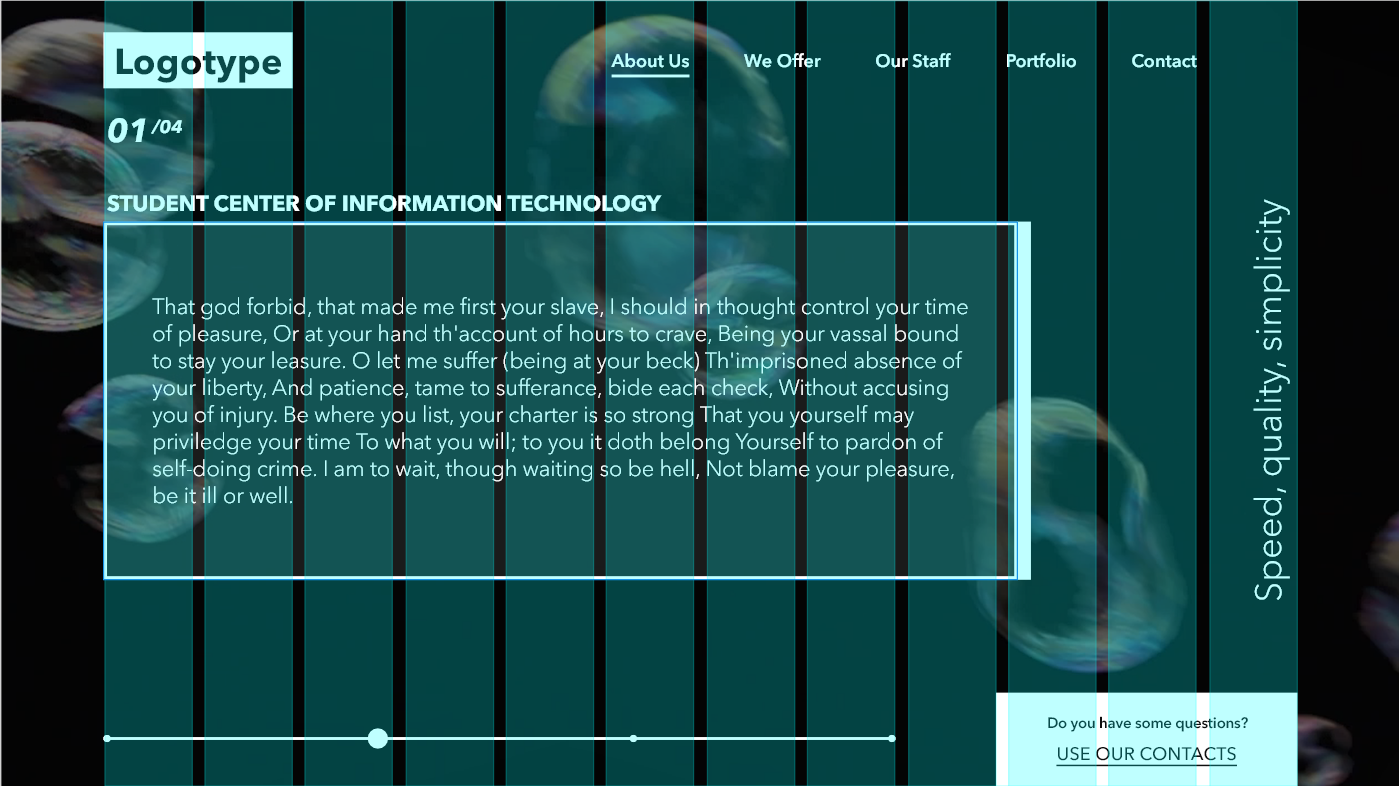 Logotype
About Us
We Offer
Our Staff
Portfolio
Contact
01/04
STUDENT CENTER OF INFORMATION TECHNOLOGY
That god forbid, that made me first your slave, I should in thought control your time
of pleasure, Or at your hand th'account of hours to crave, Being your vassal bound
to stay your leasure. O let me suffer (being at your beck) Th'imprisoned absence of
your liberty, And patience, tame to sufferance, bide each check, Without accusing
you of injury. Be where you list, your charter is so strong That you yourself may
priviledge your time To what you will; to you it doth belong Yourself to pardon of
self-doing crime. I am to wait, though waiting so be hell, Not blame your pleasure,
be it ill or well.
Speed, quality, simplicity
Do you have some questions?
USE OUR CONTACTS